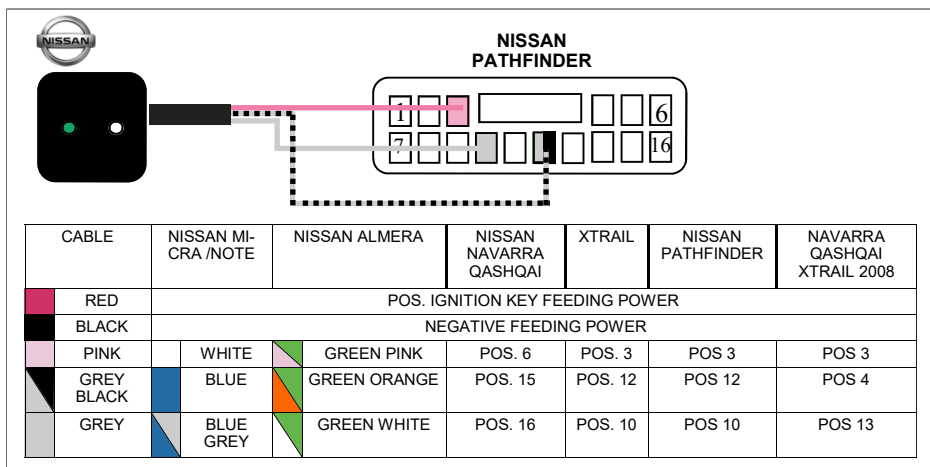 NISSAN
NISSAN
PATHFINDER
1
6
7
16
CABLE
NISSAN MI-
CRA /NOTE
NISSAN ALMERA
NISSAN
NAVARRA
QASHQAI
XTRAIL
NISSAN
PATHFINDER
NAVARRA
QASHQAI
XTRAIL 2008
RED
POS. IGNITION KEY FEEDING POWER
BLACK
NEGATIVE FEEDING POWER
PINK
WHITE
GREEN PINK
POS. 6
POS. 3
POS 3
POS 3
GREY
BLACK
BLUE
GREEN ORANGE
POS. 15
POS. 12
POS 12
POS 4
GREY
BLUE
GREY
GREEN WHITE
POS. 16
POS. 10
POS 10
POS 13